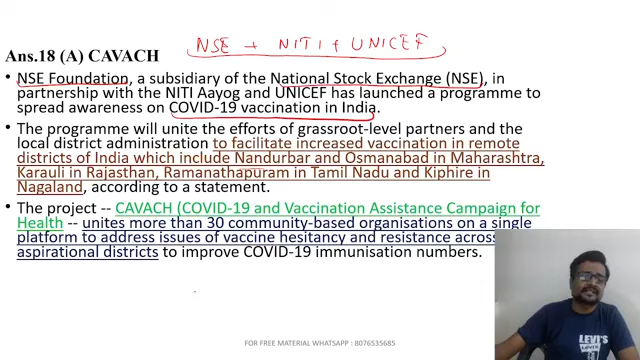 NSE + NITI + UNICEF
Ans.18 (A) CAVACH
• NSE Foundation, a subsidiary of the National Stock Exchange (NSE), in
partnership with the NITI Aayog and UNICEF has launched a programme to
spread awareness on COVID-19 vaccination in India.
• The programme will unite the efforts of grassroot-level partners and the
local district administration to facilitate increased vaccination in remote
districts of India which include Nandurbar and Osmanabad in Maharashtra,
Karauli in Rajasthan, Ramanathapuram in Tamil Nadu and Kiphire in
Nagaland, according to a statement.
• The project -- CAVACH (COVID-19 and Vaccination Assistance Campaign for
Health -- unites more than 30 community-based organisations on a single
platform to address issues of vaccine hesitancy and resistance across
aspirational districts to improve COVID-19 immunisation numbers.
LEVI'S
FOR FREE MATERIAL WHATSAPP : 8076535685